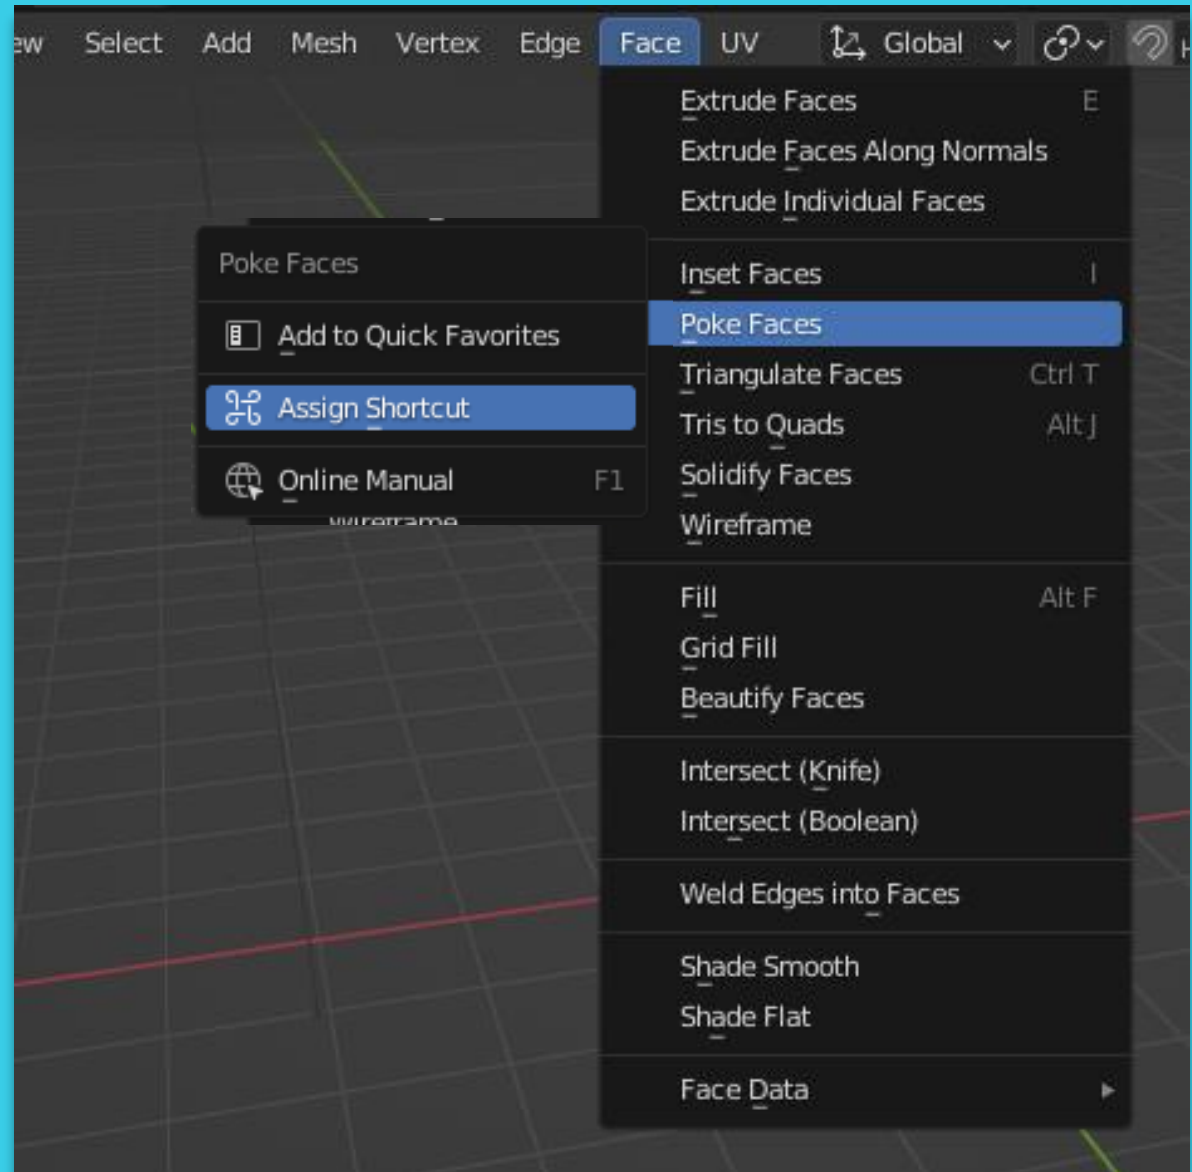 ew Select Add Mesh Vertex Edge Face UV Global
Extrude Faces E
Extrude Faces Along Normals
Extrude Individual Faces
Poke Faces
Add to Quick Favorites
Assign Shortcut
Online Manual F1
Wireframe
Inset Faces I
Poke Faces
Triangulate Faces Ctrl T
Tris to Quads Alt J
Solidify Faces
Wireframe
Fill Alt F
Grid Fill
Beautify Faces
Intersect (Knife)
Intersect (Boolean)
Weld Edges into Faces
Shade Smooth
Shade Flat
Face Data